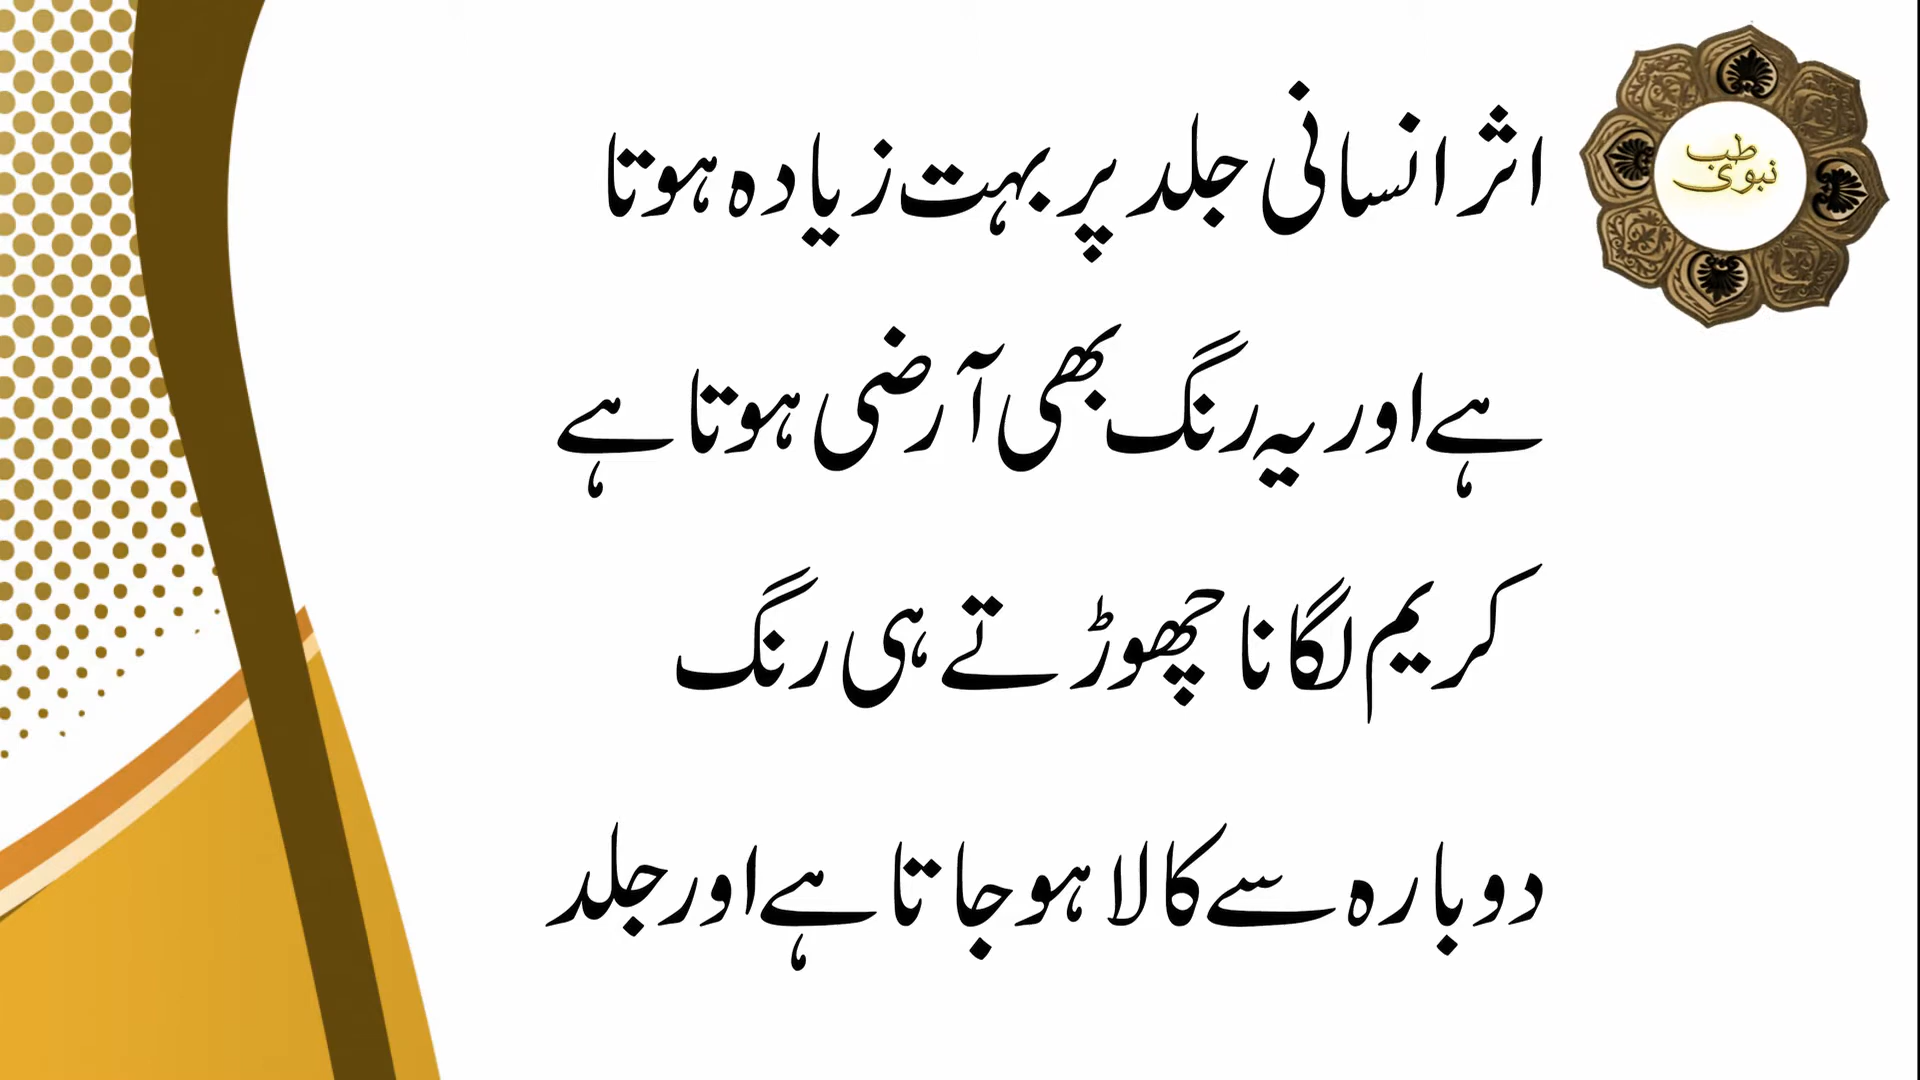 طب
نبوی
اثر انسانی جلد پر بہت زیادہ ہوتا
ہے اور یہ رنگ بھی آرضی ہوتا ہے
کریم لگانا چھوڑتے ہی رنگ
دوبارہ سے کالا ہو جاتا ہے اور جلد